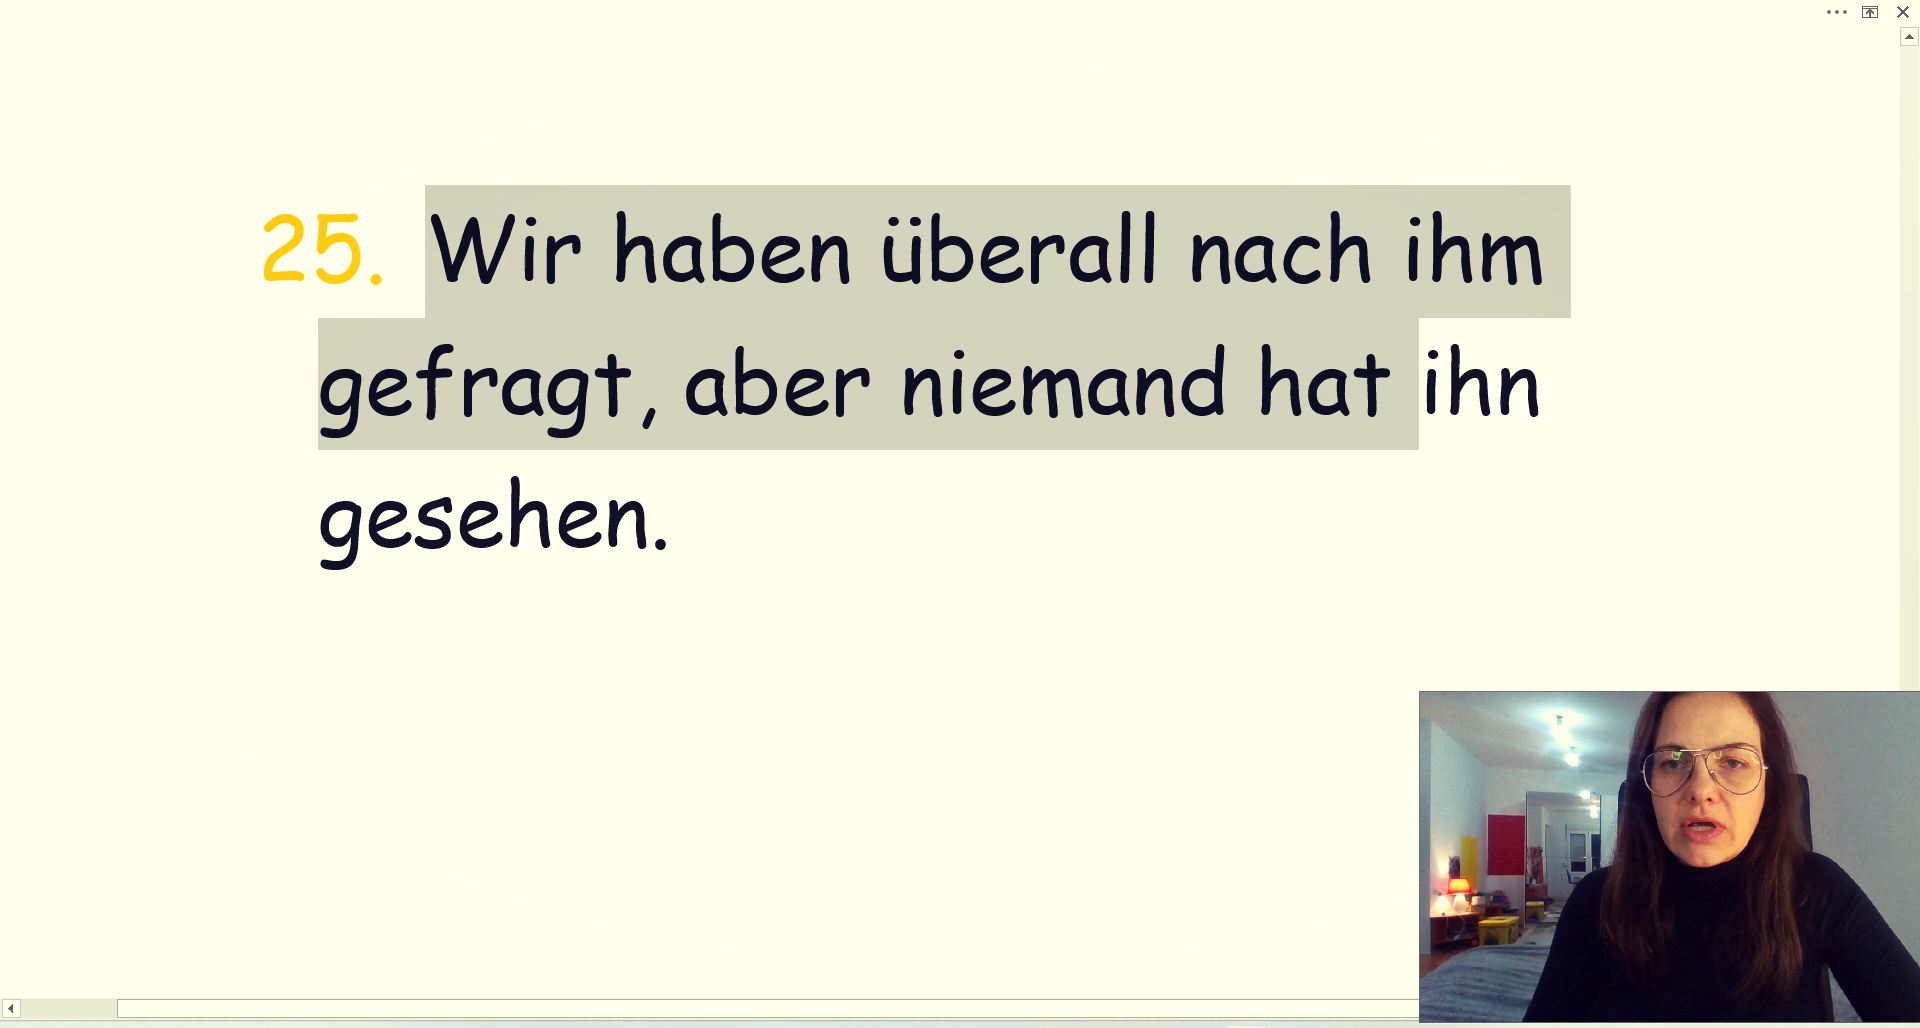 25. Wir haben überall nach ihm
gefragt, aber niemand hat ihn
gesehen.